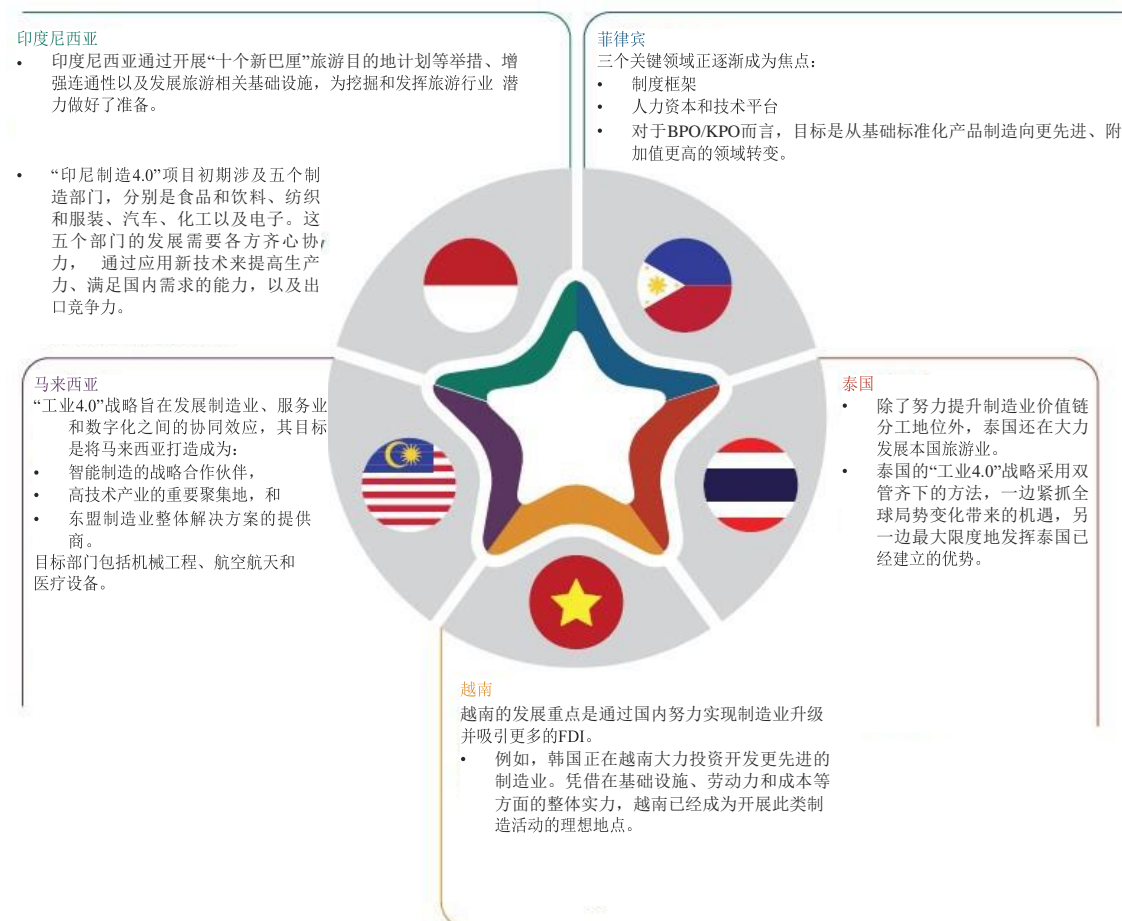 印度尼西亚
• 印度尼西亚通过开展“十个新巴厘”旅游目的地计划等举措、增
强连通性以及发展旅游相关基础设施，为挖掘和发挥旅游行业 潜
力做好了准备。
• “印尼制造4.0”项目初期涉及五个制
造部门，分别是食品和饮料、纺织
和服装、汽车、化工以及电子。这
五个部门的发展需要各方齐心协
力， 通过应用新技术来提高生产
力、满足国内需求的能力，以及出
口竞争力。
菲律宾
三个关键领域正逐渐成为焦点：
• 制度框架
• 人力资本和技术平台
• 对于BPO/KPO而言，目标是从基础标准化产品制造向更先进、附
加值更高的领域转变。
马来西亚
“工业4.0”战略旨在发展制造业、服务业
和数字化之间的协同效应，其目标
是将马来西亚打造成为：
• 智能制造的战略合作伙伴，
• 高技术产业的重要聚集地，和
• 东盟制造业整体解决方案的提供
商。
目标部门包括机械工程、航空航天和
医疗设备。
泰国
• 除了努力提升制造业价值链
分工地位外，泰国还在大力
发展本国旅游业。
• 泰国的“工业4.0”战略采用双
管齐下的方法，一边紧抓全
球局势变化带来的机遇，另
一边最大限度地发挥泰国已
经建立的优势。
越南
越南的发展重点是通过国内努力实现制造业升级
并吸引更多的FDI。
• 例如，韩国正在越南大力投资开发更先进的
制造业。凭借在基础设施、劳动力和成本等
方面的整体实力，越南已经成为开展此类制
造活动的理想地点。